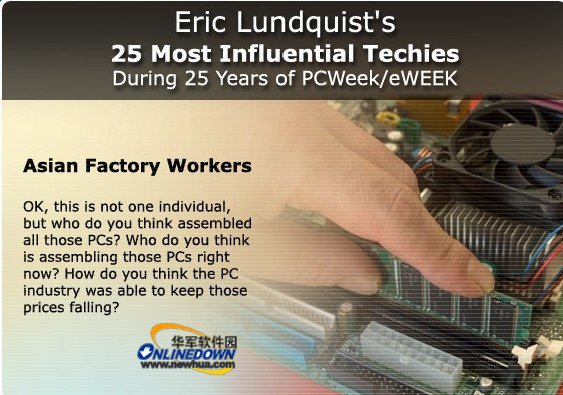 Eric Lundquist's
25 Most Influential Techies
During 25 Years of PCWeek/eWEEK
Asian Factory Workers
OK, this is not one individual,
but who do you think assembled
all those PCs? Who do you think
is assembling those PCs right
now? How do you think the PC
industry was able to keep those
prices falling?
华军软件园
ONLINEDOWN
www.newhua.com